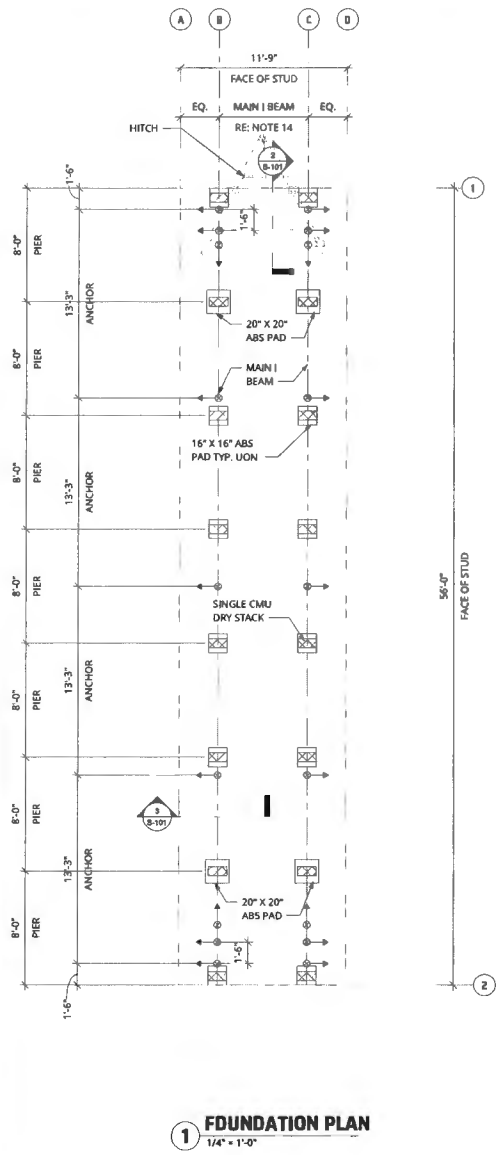 A
B
C
D
11'-9"
FACE OF STUD
EQ.
MAIN I BEAM
EQ.
HITCH
RE: NOTE 14
2
S-101
1
1'-6"
1'-6"
8'-0"
PIER
13'-3"
ANCHOR
20" X 20"
ABS PAD
8'-0"
PIER
MAIN I
BEAM
16" X 16" ABS
PAD TYP. UON
8'-0"
PIER
13'-3"
ANCHOR
8'-0"
PIER
56'-0"
FACE OF STUD
SINGLE CMU
DRY STACK
8'-0"
PIER
13'-3"
ANCHOR
8'-0"
PIER
3
S-101
13'-3"
ANCHOR
20" X 20"
ABS PAD
8'-0"
PIER
1'-6"
1'-6"
2
1
FOUNDATION PLAN
1/4" = 1'-0"